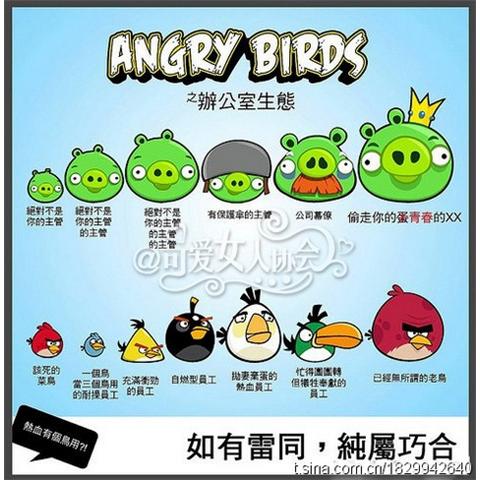 ANGRY BIRDS
之辦公室生態
絕對不是
你的主管
絕對不是
你的主管
的主管
絕對不是
你的主管
的主管
的主管
有保護傘的主管
公司幕僚
偷走你的蛋青春的XX
@可爱女人协会
該死的
菜鳥
一個鳥
當三個鳥用
的耐操員工
充滿衝勁
的員工
自燃型員工
拋妻棄蛋的
熱血員工
忙得團團轉
但犧牲奉獻的
員工
已經無所謂的老鳥
熱血有個鳥用?!
如有雷同，純屬巧合
t.sina.com.cn/1829942640